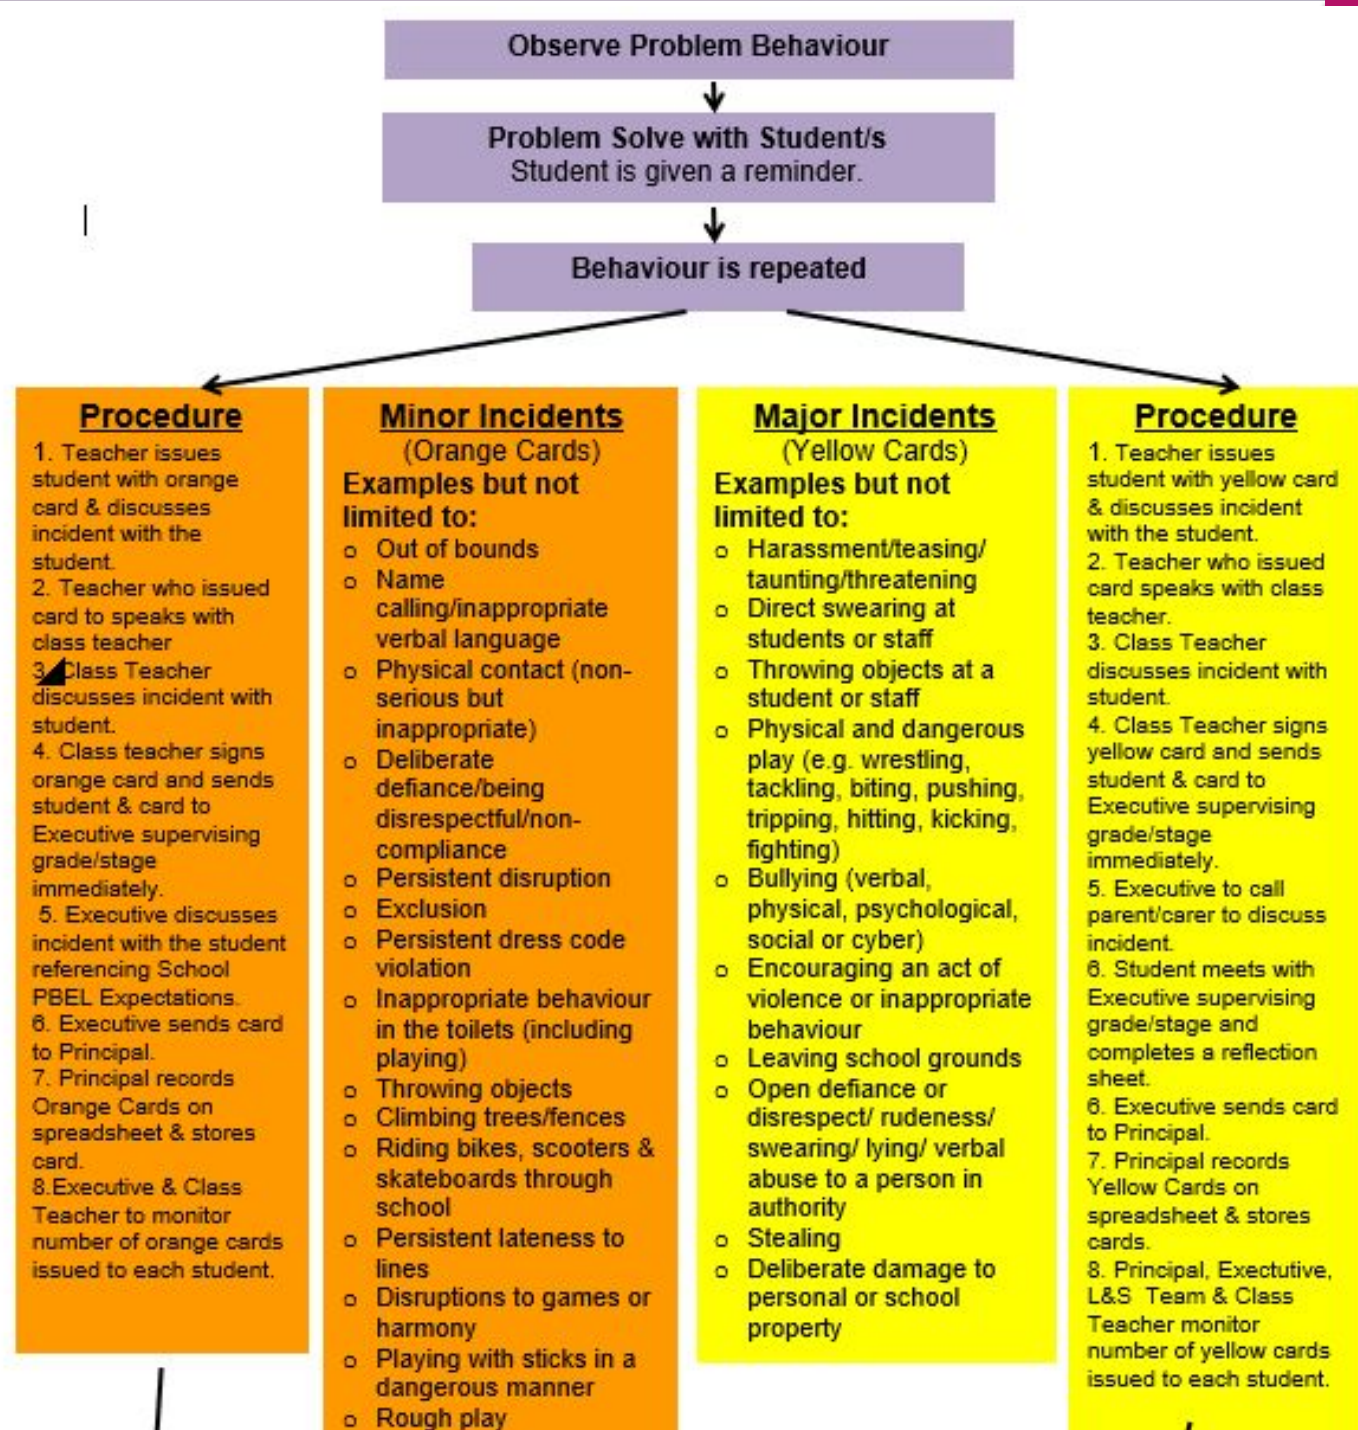 Observe Problem Behaviour
Problem Solve with Student/s
Student is given a reminder.
Behaviour is repeated
Procedure
1. Teacher issues
student with orange
card & discusses
incident with the
student.
2. Teacher who issued
card to speaks with
class teacher
3. Class Teacher
discusses incident with
student.
4. Class teacher signs
orange card and sends
student & card to
Executive supervising
grade/stage
immediately.
5. Executive discusses
incident with the student
referencing School
PBEL Expectations.
6. Executive sends card
to Principal.
7. Principal records
Orange Cards on
spreadsheet & stores
card.
8.Executive & Class
Teacher to monitor
number of orange cards
issued to each student.
Minor Incidents
(Orange Cards)
Examples but not
limited to:
o Out of bounds
o Name
calling/inappropriate
verbal language
o Physical contact (non-
serious but
inappropriate)
o Deliberate
defiance/being
disrespectful/non-
compliance
o Persistent disruption
o Exclusion
o Persistent dress code
violation
o Inappropriate behaviour
in the toilets (including
playing)
o Throwing objects
o Climbing trees/fences
o Riding bikes, scooters &
skateboards through
school
o Persistent lateness to
lines
o Disruptions to games or
harmony
o Playing with sticks in a
dangerous manner
o Rough play
Major Incidents
(Yellow Cards)
Examples but not
limited to:
o Harassment/teasing/
taunting/threatening
o Direct swearing at
students or staff
o Throwing objects at a
student or staff
o Physical and dangerous
play (e.g. wrestling,
tackling, biting, pushing,
tripping, hitting, kicking,
fighting)
o Bullying (verbal,
physical, psychological,
social or cyber)
o Encouraging an act of
violence or inappropriate
behaviour
o Leaving school grounds
o Open defiance or
disrespect/ rudeness/
swearing/ lying/ verbal
abuse to a person in
authority
o Stealing
o Deliberate damage to
personal or school
property
Procedure
1. Teacher issues
student with yellow card
& discusses incident
with the student.
2. Teacher who issued
card speaks with class
teacher.
3. Class Teacher
discusses incident with
student.
4. Class Teacher signs
yellow card and sends
student & card to
Executive supervising
grade/stage
immediately.
5. Executive to call
parent/carer to discuss
incident.
6. Student meets with
Executive supervising
grade/stage and
completes a reflection
sheet.
6. Executive sends card
to Principal.
7. Principal records
Yellow Cards on
spreadsheet & stores
cards.
8. Principal, Exectutive,
L&S Team & Class
Teacher monitor
number of yellow cards
issued to each student.